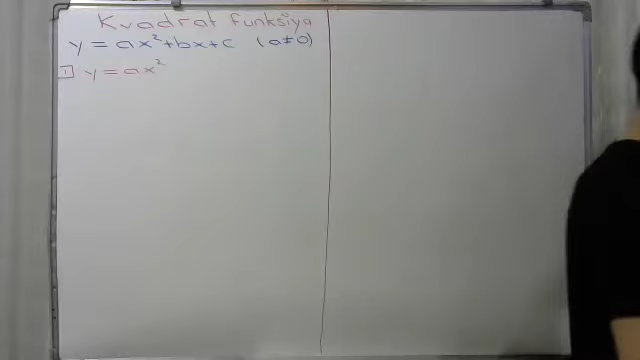 Kvadrat funksiya
y = ax² + bx + c (a ≠ 0)
1 y = ax²